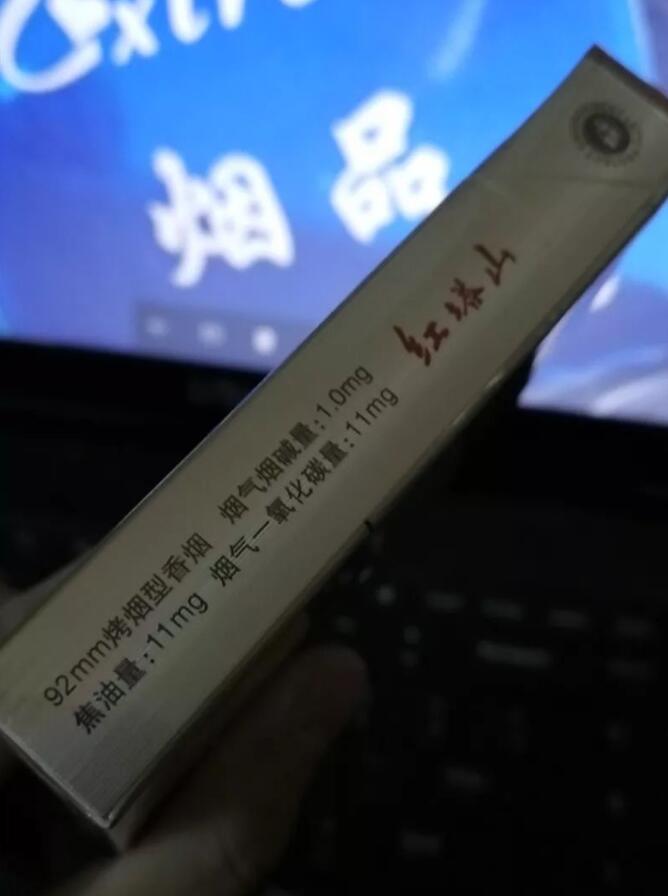 烟品
红塔山
92mm烤烟型香烟 烟气烟碱量:1.0mg
焦油量:11mg 烟气一氧化碳量:11mg